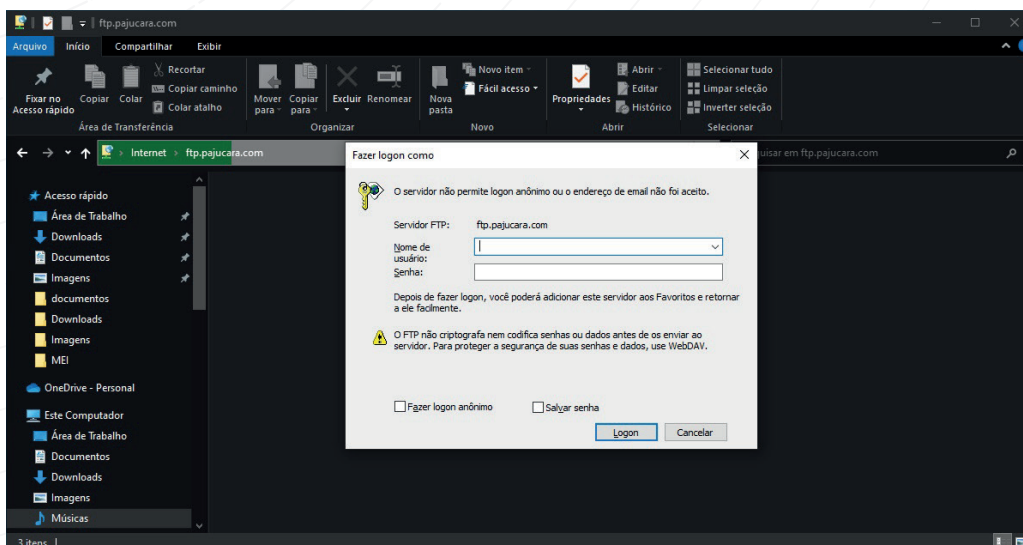 ftp.pajucara.com
Arquivo Início Compartilhar Exibir
Fixar no
Acesso rápido
Copiar
Colar
Recortar
Copiar caminho
Colar atalho
Mover
para
Copiar
para
Excluir
Renomear
Nova
pasta
Novo item
Fácil acesso
Propriedades
Abrir
Editar
Histórico
Selecionar tudo
Limpar seleção
Inverter seleção
Área de Transferência Organizar Novo Abrir Selecionar
Internet ftp.pajucara.com
uisar em ftp.pajucara.com
Acesso rápido
Área de Trabalho
Downloads
Documentos
Imagens
documentos
Downloads
Imagens
MEI
OneDrive - Personal
Este Computador
Área de Trabalho
Documentos
Downloads
Imagens
Músicas
3 itens
Fazer logon como
O servidor não permite logon anônimo ou o endereço de email não foi aceito.
Servidor FTP: ftp.pajucara.com
Nome de
usuário:
Senha:
Depois de fazer logon, você poderá adicionar este servidor aos Favoritos e retornar
a ele facilmente.
O FTP não criptografa nem codifica senhas ou dados antes de os enviar ao
servidor. Para proteger a segurança de suas senhas e dados, use WebDAV.
Fazer logon anônimo Salvar senha
Logon Cancelar